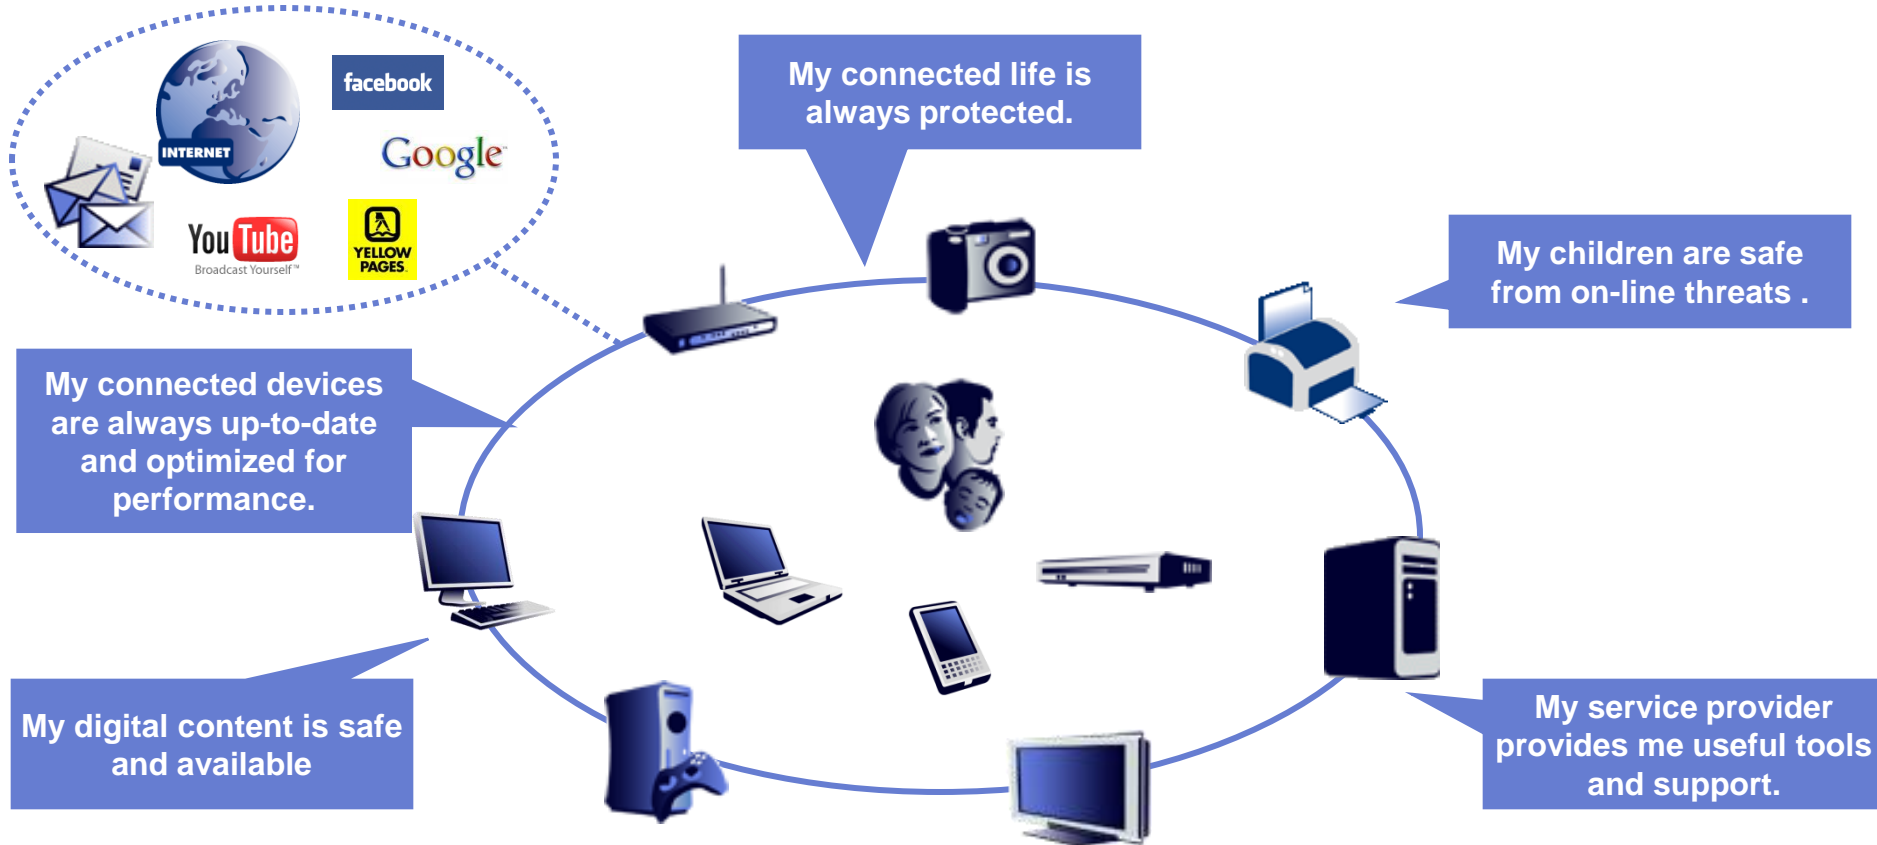 facebook
INTERNET
Google™
You Tube
Broadcast Yourself™
YELLOW
PAGES.
My connected life is
always protected.
My children are safe
from on-line threats .
My connected devices
are always up-to-date
and optimized for
performance.
My digital content is safe
and available
My service provider
provides me useful tools
and support.